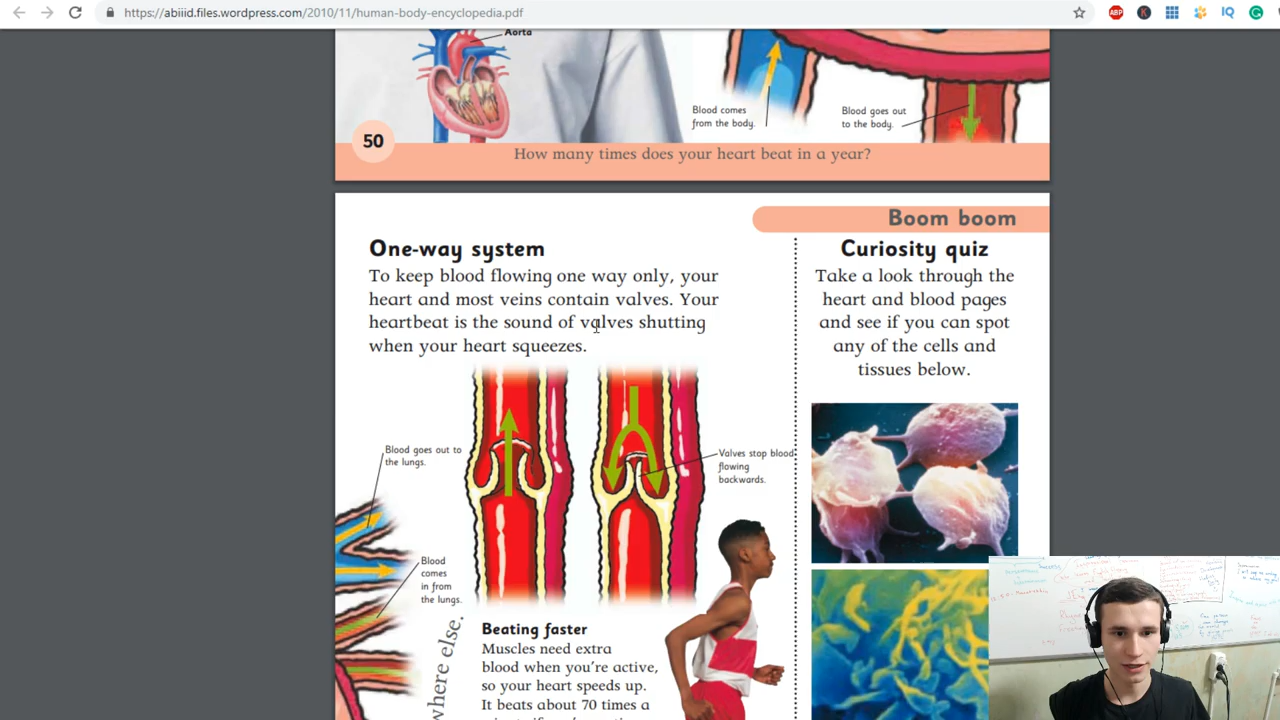 https://abiiid.files.wordpress.com/2010/11/human-body-encyclopedia.pdf
Aorta
Blood comes
from the body.
Blood goes out
to the body.
50
How many times does your heart beat in a year?
Boom boom
One-way system
To keep blood flowing one way only, your
heart and most veins contain valves. Your
heartbeat is the sound of valves shutting
when your heart squeezes.
Blood goes out to
the lungs.
Valves stop blood
flowing
backwards.
Blood
comes
in from
the lungs.
where else.
Beating faster
Muscles need extra
blood when you're active,
so your heart speeds up.
It beats about 70 times a
Curiosity quiz
Take a look through the
heart and blood pages
and see if you can spot
any of the cells and
tissues below.
ABP
K
IQ
G